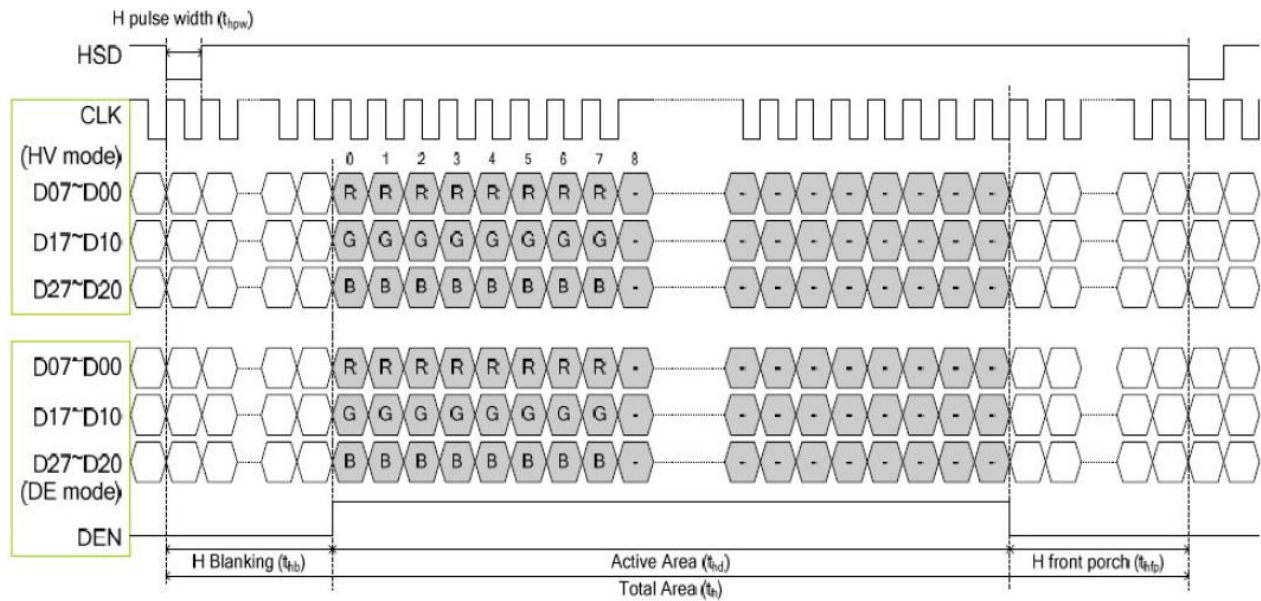 H pulse width (thpw)
HSD
CLK
(HV mode)
0 1 2 3 4 5 6 7 8
D07~D00 R R R R R R R R - - - - - - - - -
D17~D10 G G G G G G G G - - - - - - - - -
D27~D20 B B B B B B B B - - - - - - - - -
D07~D00 R R R R R R R R - - - - - - - - -
D17~D10 G G G G G G G G - - - - - - - - -
D27~D20 B B B B B B B B - - - - - - - - -
(DE mode)
DEN
H Blanking (thb) Active Area (thd) H front porch (thfp)
Total Area (th)